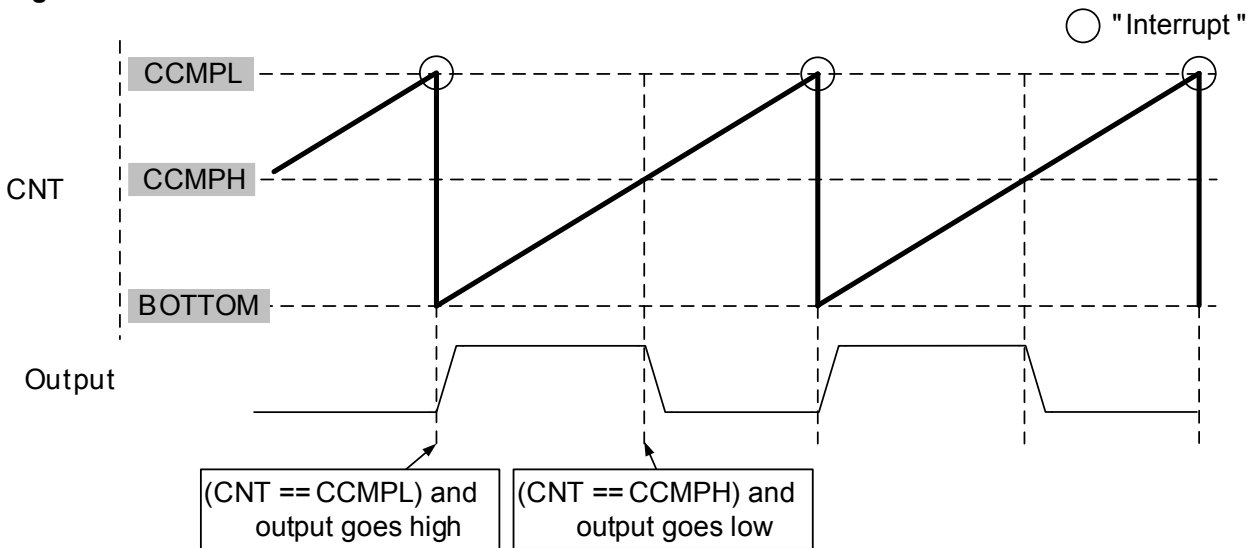 "Interrupt"
CCMPL
CNT
CCMPH
BOTTOM
Output
(CNT == CCMPL) and
output goes high
(CNT == CCMPH) and
output goes low